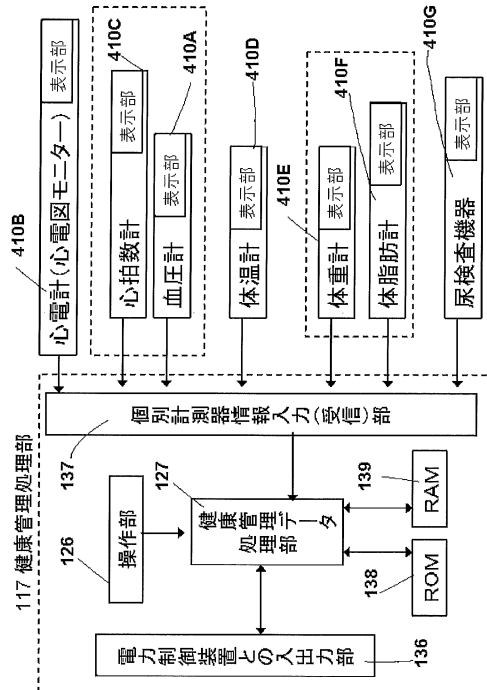 117 健康管理処理部
126
操作部
電力制御装置との入出力部
136
127
健康管理データ
処理部
138
ROM
139
RAM
137
個別計測器情報入力(受信)部
410B
心電計(心電図モニター)
表示部
心拍数計
表示部
410C
血圧計
表示部
410A
体温計
表示部
410D
410E
体重計
表示部
体脂肪計
表示部
410F
尿検査機器
表示部
410G